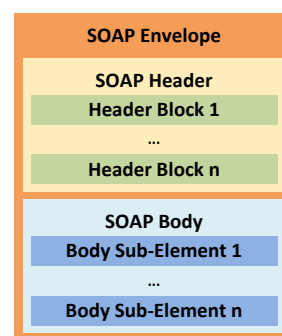 SOAP Envelope
SOAP Header
Header Block 1
...
Header Block n
SOAP Body
Body Sub-Element 1
...
Body Sub-Element n